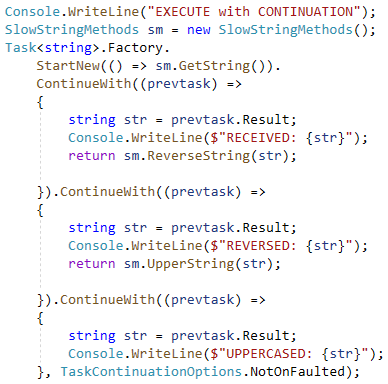 Console.WriteLine("EXECUTE with CONTINUATION");
SlowStringMethods sm = new SlowStringMethods();
Task<string>.Factory.
    StartNew(() => sm.GetString()).
    ContinueWith((prevtask) =>
    {
        string str = prevtask.Result;
        Console.WriteLine($"RECEIVED: {str}");
        return sm.ReverseString(str);

    }).ContinueWith((prevtask) =>
    {
        string str = prevtask.Result;
        Console.WriteLine($"REVERSED: {str}");
        return sm.UpperString(str);

    }).ContinueWith((prevtask) =>
    {
        string str = prevtask.Result;
        Console.WriteLine($"UPPERCASED: {str}");
    }, TaskContinuationOptions.NotOnFaulted);